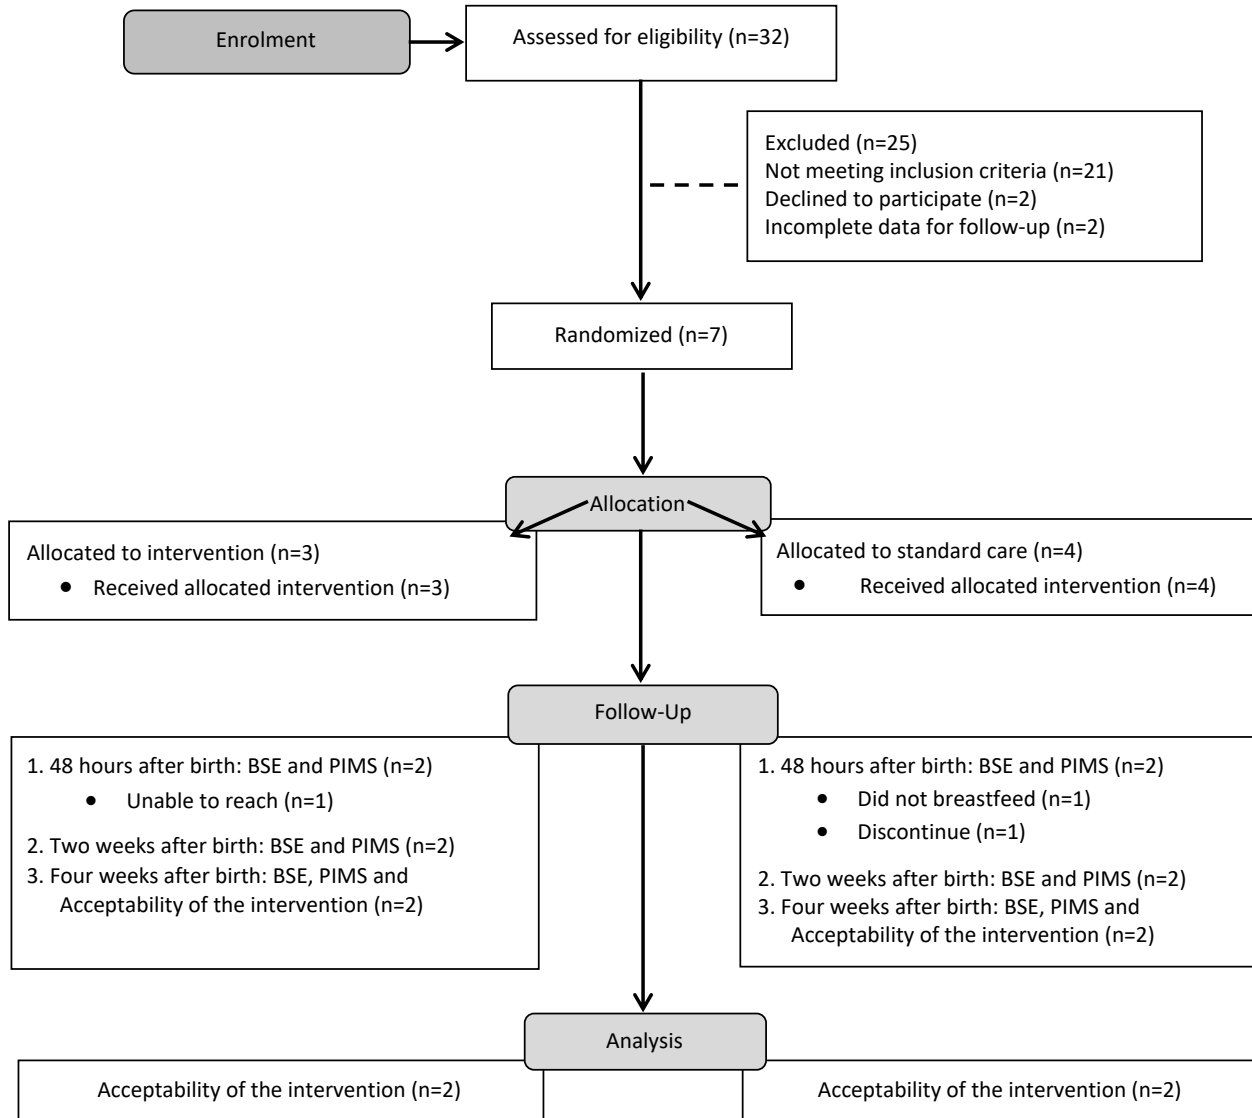 Enrolment
Assessed for eligibility (n=32)
Excluded (n=25)
Not meeting inclusion criteria (n=21)
Declined to participate (n=2)
Incomplete data for follow-up (n=2)
Randomized (n=7)
Allocation
Allocated to intervention (n=3)
• Received allocated intervention (n=3)
Allocated to standard care (n=4)
• Received allocated intervention (n=4)
Follow-Up
1. 48 hours after birth: BSE and PIMS (n=2)
• Unable to reach (n=1)
2. Two weeks after birth: BSE and PIMS (n=2)
3. Four weeks after birth: BSE, PIMS and
Acceptability of the intervention (n=2)
1. 48 hours after birth: BSE and PIMS (n=2)
• Did not breastfeed (n=1)
• Discontinue (n=1)
2. Two weeks after birth: BSE and PIMS (n=2)
3. Four weeks after birth: BSE, PIMS and
Acceptability of the intervention (n=2)
Analysis
Acceptability of the intervention (n=2)
Acceptability of the intervention (n=2)